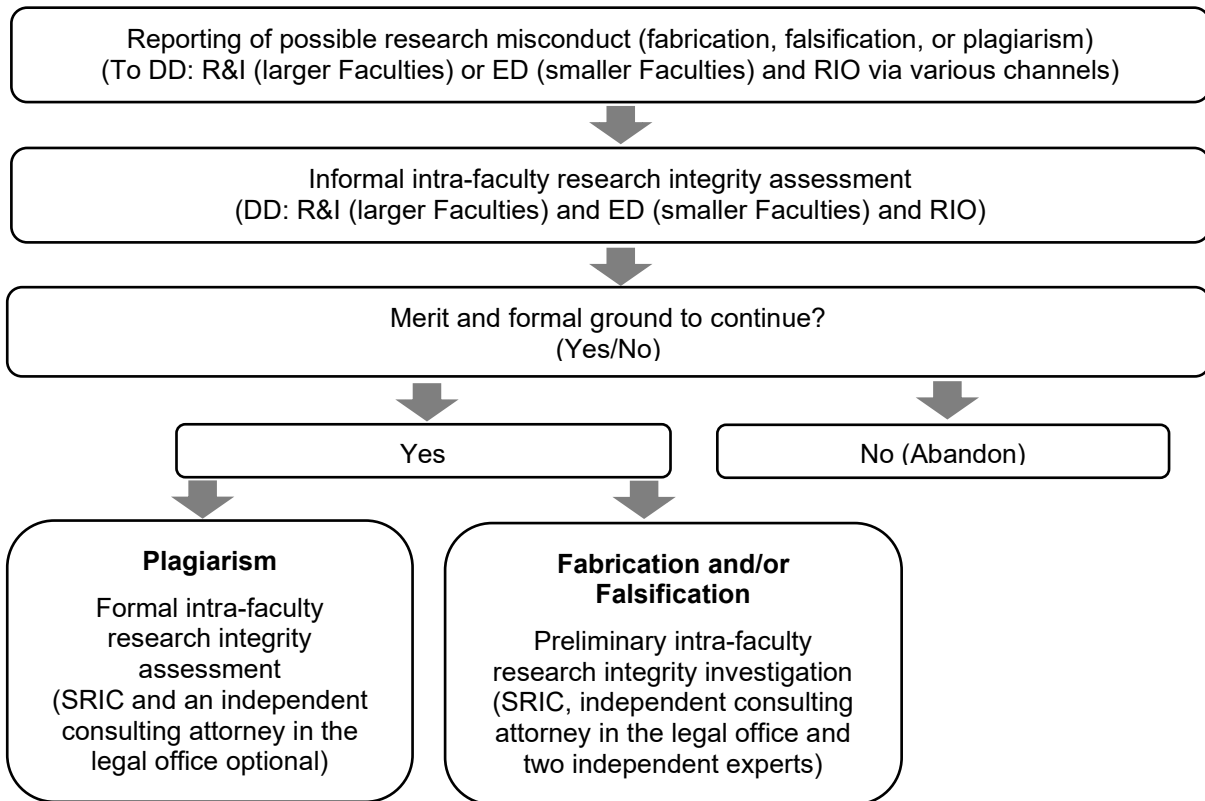 Reporting of possible research misconduct (fabrication, falsification, or plagiarism)
(To DD: R&I (larger Faculties) or ED (smaller Faculties) and RIO via various channels)
Informal intra-faculty research integrity assessment
(DD: R&I (larger Faculties) and ED (smaller Faculties) and RIO)
Merit and formal ground to continue?
(Yes/No)
Yes
No (Abandon)
Plagiarism
Formal intra-faculty
research integrity
assessment
(SRIC and an independent
consulting attorney in the
legal office optional)
Fabrication and/or
Falsification
Preliminary intra-faculty
research integrity investigation
(SRIC, independent consulting
attorney in the legal office and
two independent experts)